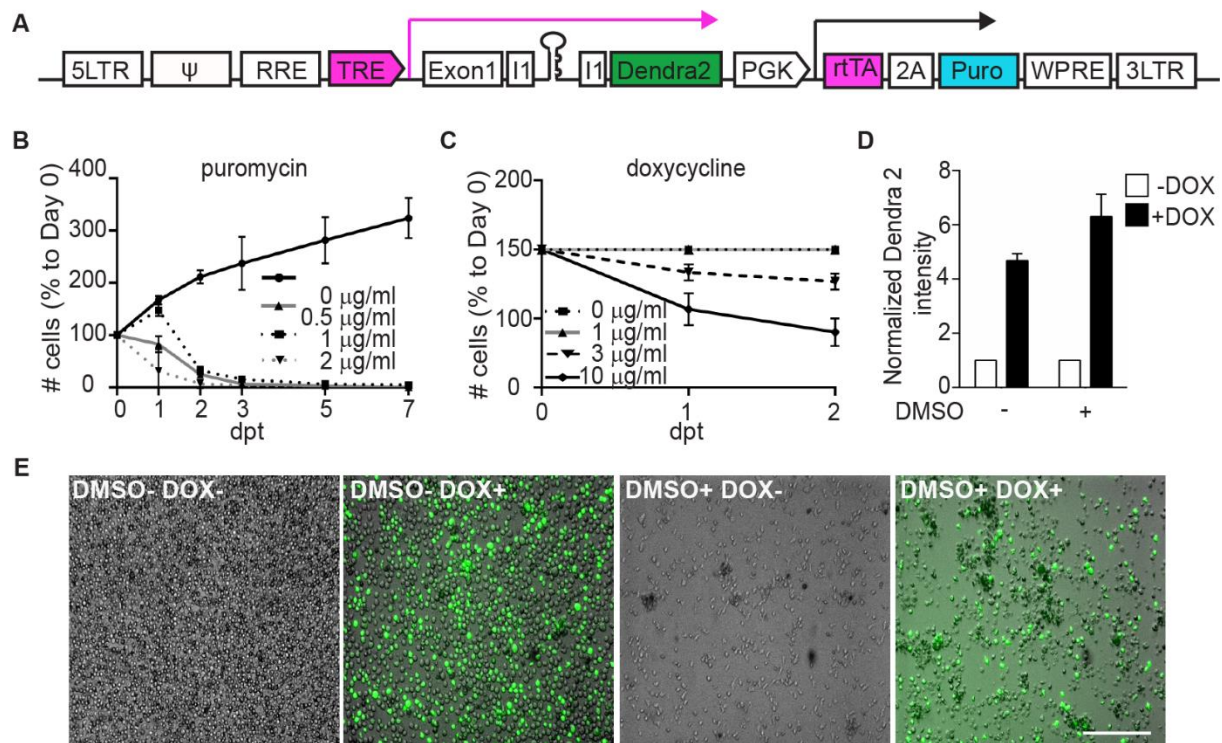 A
5LTR ψ RRE TRE Exon1 I1 I1 Dendra2 PGK rtTA 2A Puro WPRE 3LTR
B
puromycin
# cells (% to Day 0)
400
300
200
100
0
0 1 2 3 5 7
dpt
0 μg/ml
0.5 μg/ml
1 μg/ml
2 μg/ml
C
doxycycline
# cells (% to Day 0)
200
150
100
150
0
0 1 2
dpt
0 μg/ml
1 μg/ml
3 μg/ml
10 μg/ml
D
Normalized Dendra 2
intensity
8
6
4
2
0
-DOX
+DOX
DMSO - +
E
DMSO- DOX- DMSO- DOX+ DMSO+ DOX- DMSO+ DOX+